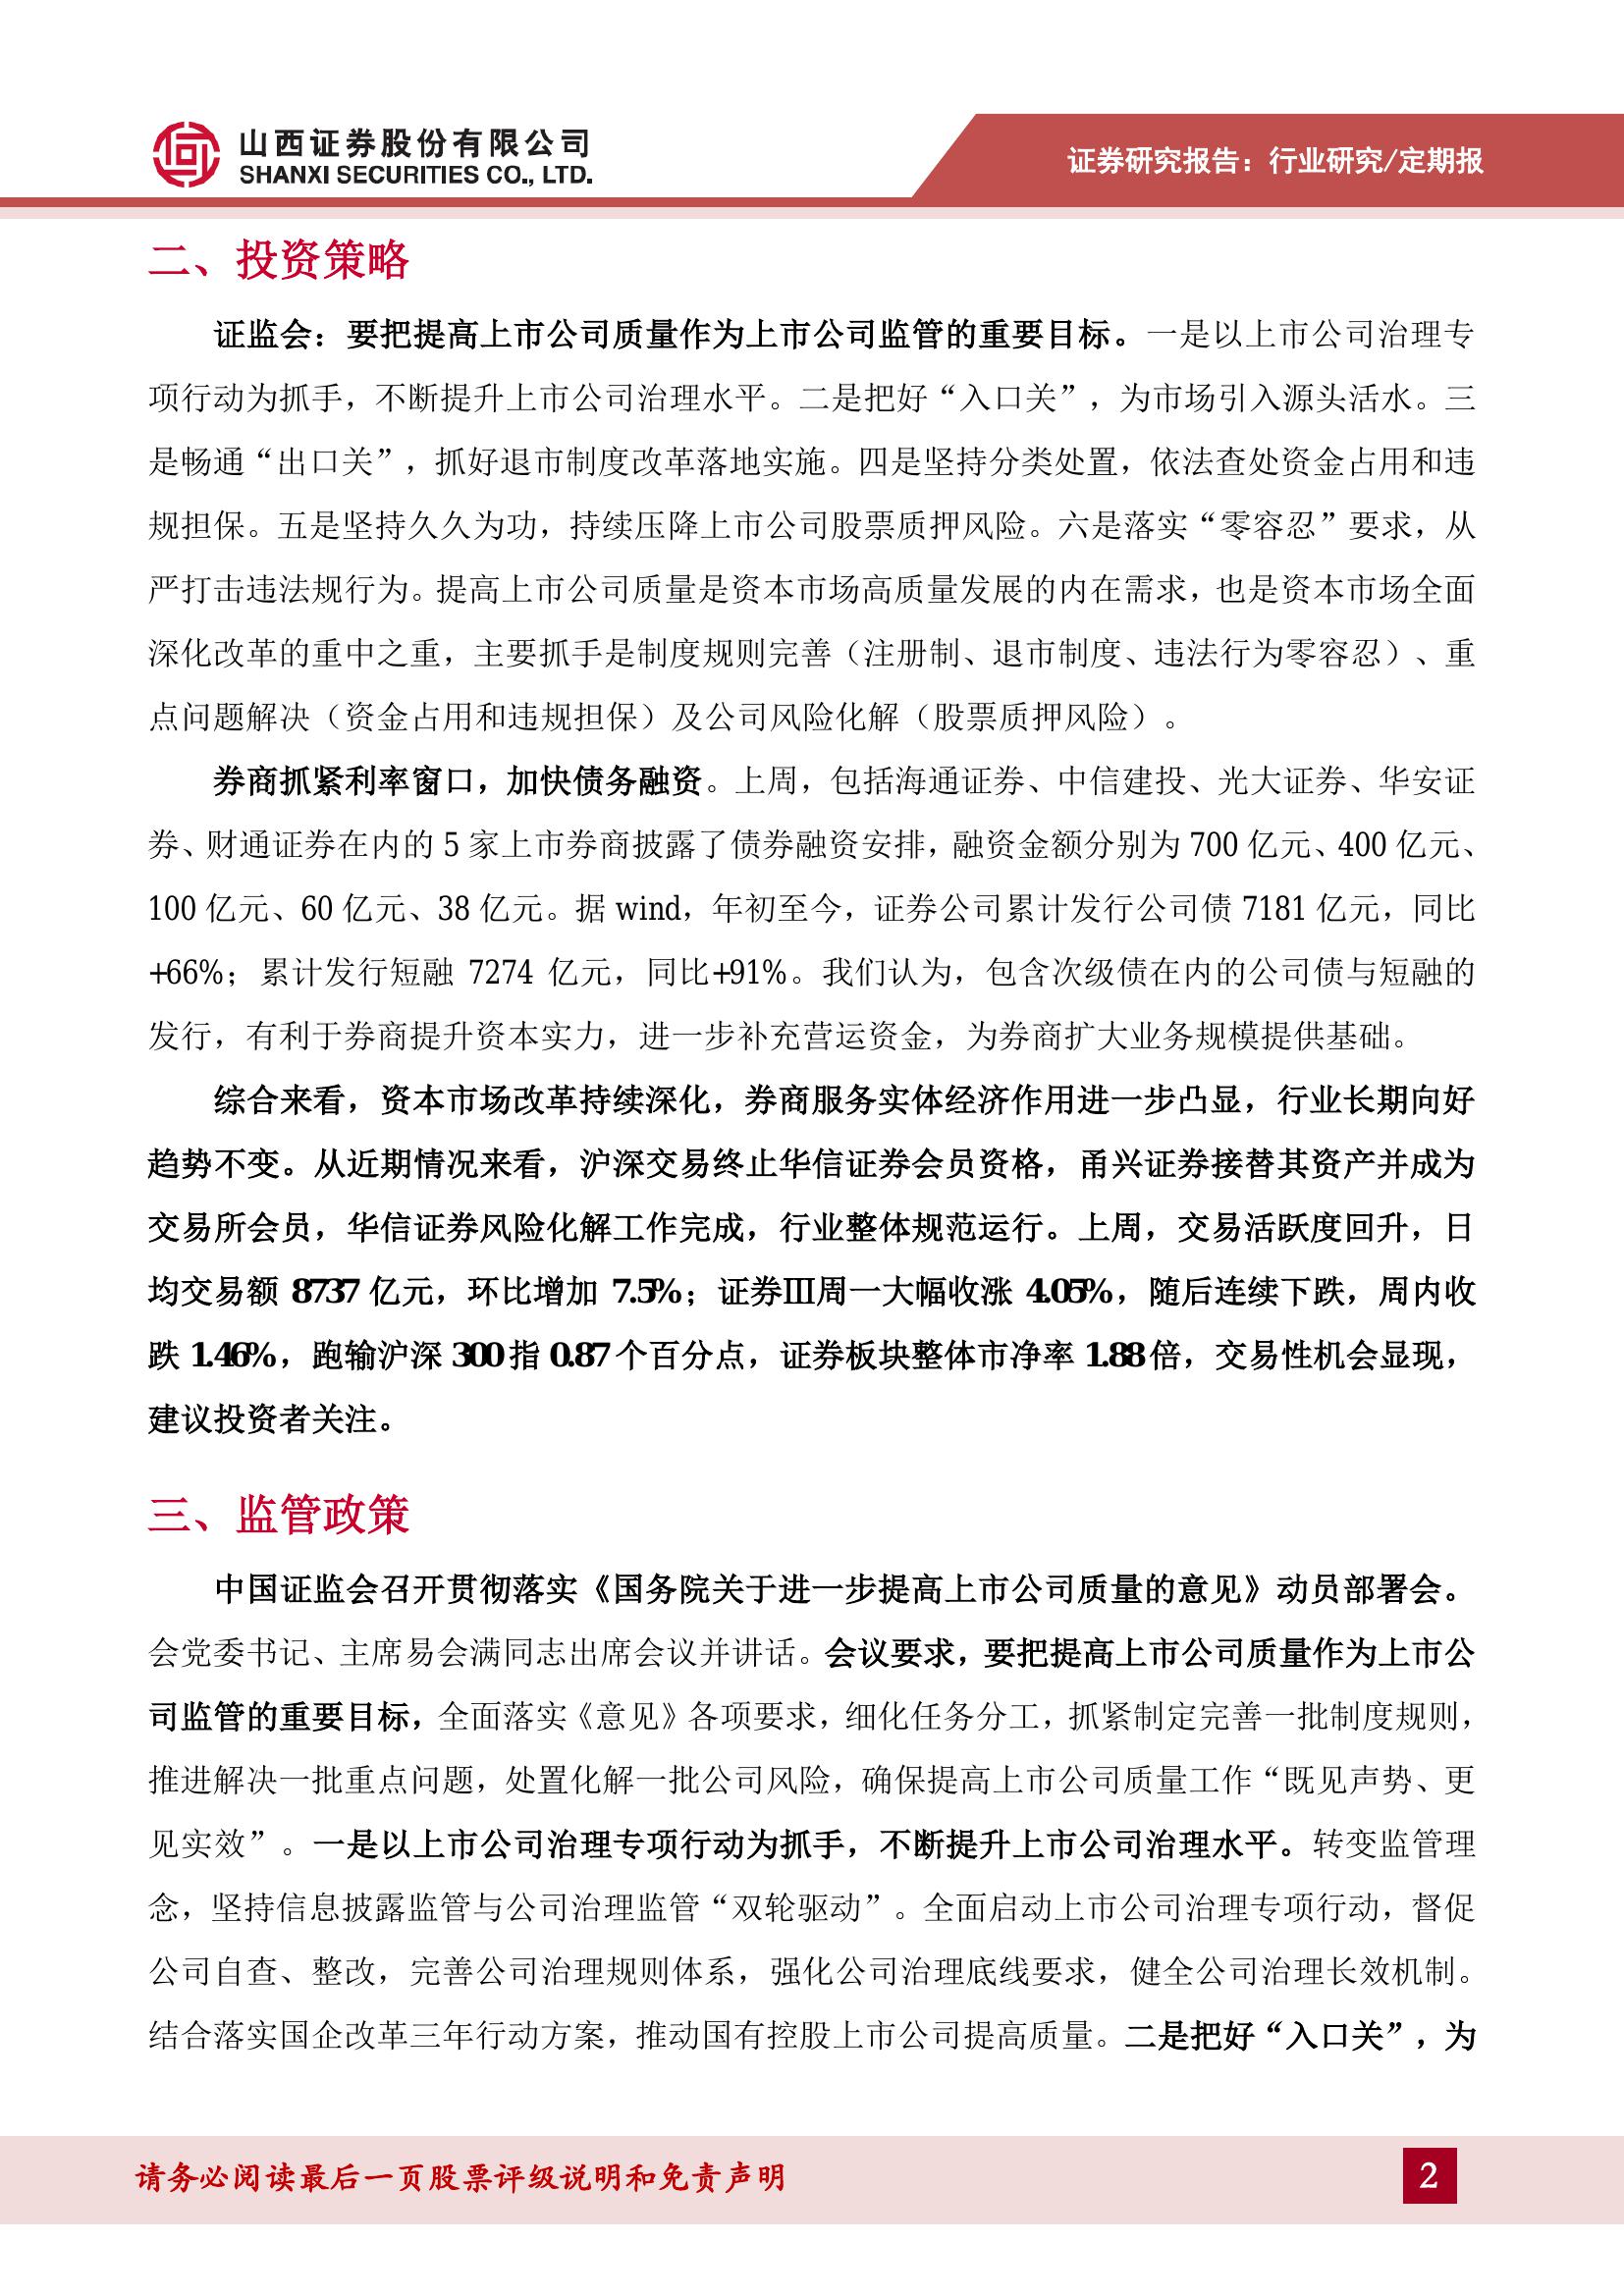 山西证券股份有限公司
SHANXI SECURITIES CO., LTD.
证券研究报告：行业研究/定期报
二、投资策略
证监会：要把提高上市公司质量作为上市公司监管的重要目标。一是以上市公司治理专
项行动为抓手，不断提升上市公司治理水平。二是把好“入口关”，为市场引入源头活水。三
是畅通“出口关”，抓好退市制度改革落地实施。四是坚持分类处置，依法查处资金占用和违
规担保。五是坚持久久为功，持续压降上市公司股票质押风险。六是落实“零容忍”要求，从
严打击违法规行为。提高上市公司质量是资本市场高质量发展的内在需求，也是资本市场全面
深化改革的重中之重，主要抓手是制度规则完善（注册制、退市制度、违法行为零容忍）、重
点问题解决（资金占用和违规担保）及公司风险化解（股票质押风险）。
券商抓紧利率窗口，加快债务融资。上周，包括海通证券、中信建投、光大证券、华安证
券、财通证券在内的 5 家上市券商披露了债券融资安排，融资金额分别为 700 亿元、400 亿元、
100 亿元、60 亿元、38 亿元。据 wind，年初至今，证券公司累计发行公司债 7181 亿元，同比
+66%；累计发行短融 7274 亿元，同比+91%。我们认为，包含次级债在内的公司债与短融的
发行，有利于券商提升资本实力，进一步补充营运资金，为券商扩大业务规模提供基础。
综合来看，资本市场改革持续深化，券商服务实体经济作用进一步凸显，行业长期向好
趋势不变。从近期情况来看，沪深交易终止华信证券会员资格，甬兴证券接替其资产并成为
交易所会员，华信证券风险化解工作完成，行业整体规范运行。上周，交易活跃度回升，日
均交易额 8737 亿元，环比增加 7.5%；证券Ⅲ周一大幅收涨 4.05%，随后连续下跌，周内收
跌 1.46%，跑输沪深 300 指 0.87 个百分点，证券板块整体市净率 1.88 倍，交易性机会显现，
建议投资者关注。
三、监管政策
中国证监会召开贯彻落实《国务院关于进一步提高上市公司质量的意见》动员部署会。
会党委书记、主席易会满同志出席会议并讲话。会议要求，要把提高上市公司质量作为上市公
司监管的重要目标，全面落实《意见》各项要求，细化任务分工，抓紧制定完善一批制度规则，
推进解决一批重点问题，处置化解一批公司风险，确保提高上市公司质量工作“既见声势、更
见实效”。一是以上市公司治理专项行动为抓手，不断提升上市公司治理水平。转变监管理
念，坚持信息披露监管与公司治理监管“双轮驱动”。全面启动上市公司治理专项行动，督促
公司自查、整改，完善公司治理规则体系，强化公司治理底线要求，健全公司治理长效机制。
结合落实国企改革三年行动方案，推动国有控股上市公司提高质量。二是把好“入口关”，为
请务必阅读最后一页股票评级说明和免责声明
2